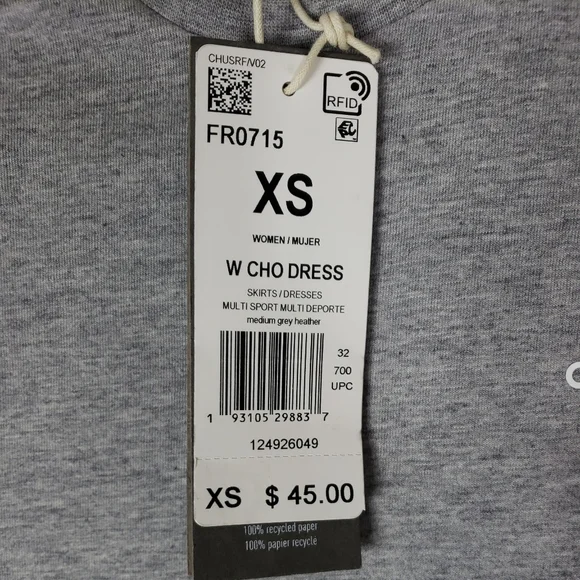 CHUSRF/V02
RFID
FR0715
XS
WOMEN / MUJER
W CHO DRESS
SKIRTS / DRESSES
MULTI SPORT MULTI DEPORTE
medium grey heather
32
700
UPC
1 93105 29883 7
124926049
XS $ 45.00
100% recycled paper
100% papier recyclé